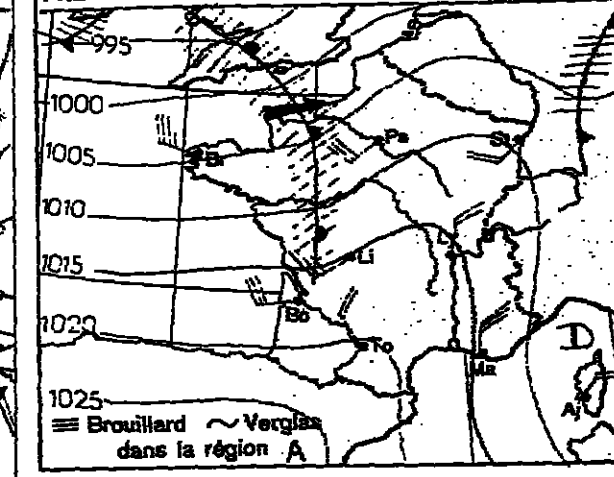 995
1000
1005
Br
Pa
St
1010
1015
Li
L
Bo
1020
To
Ma
D
1025
Aj
Brouillard Verglas
dans la région A